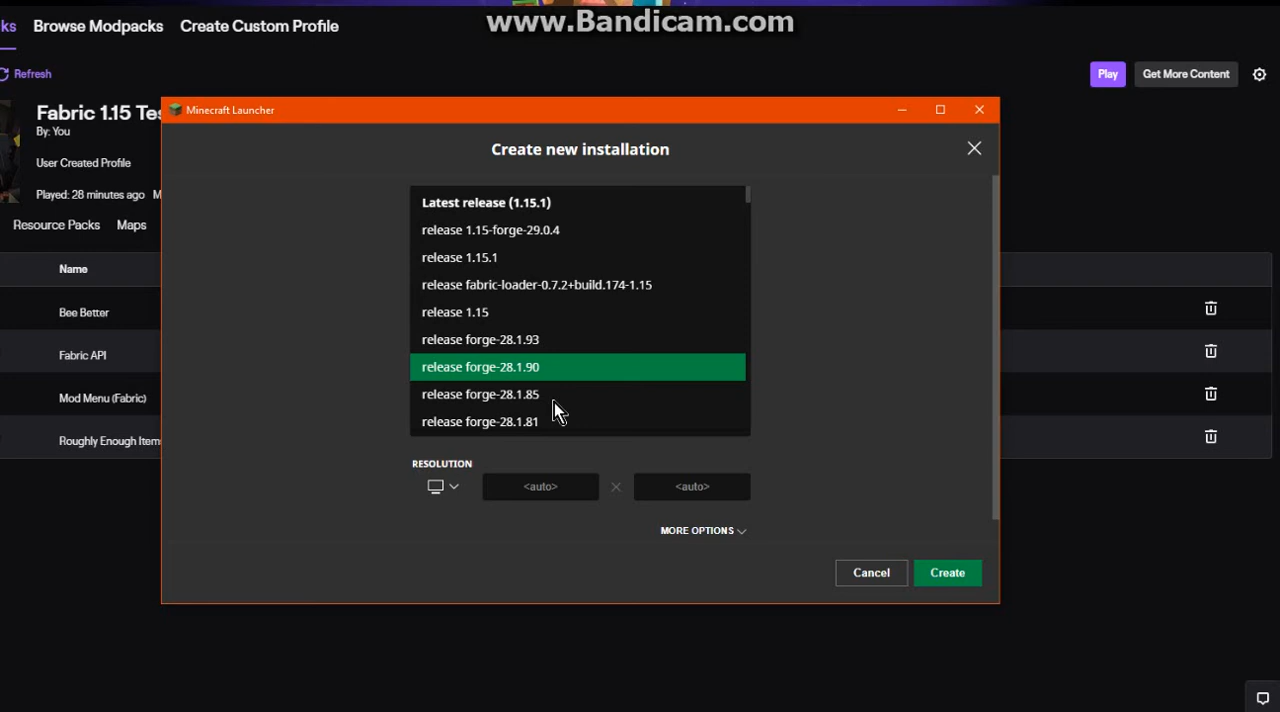 www.Bandicam.com
ks Browse Modpacks Create Custom Profile
Refresh
Play Get More Content
Fabric 1.15 Tes
By: You
User Created Profile
Played: 28 minutes ago M
Resource Packs Maps
Name
Bee Better
Fabric API
Mod Menu (Fabric)
Roughly Enough Item
Minecraft Launcher
Create new installation
Latest release (1.15.1)
release 1.15-forge-29.0.4
release 1.15.1
release fabric-loader-0.7.2+build.174-1.15
release 1.15
release forge-28.1.93
release forge-28.1.90
release forge-28.1.85
release forge-28.1.81
RESOLUTION
<auto> <auto>
MORE OPTIONS
Cancel Create